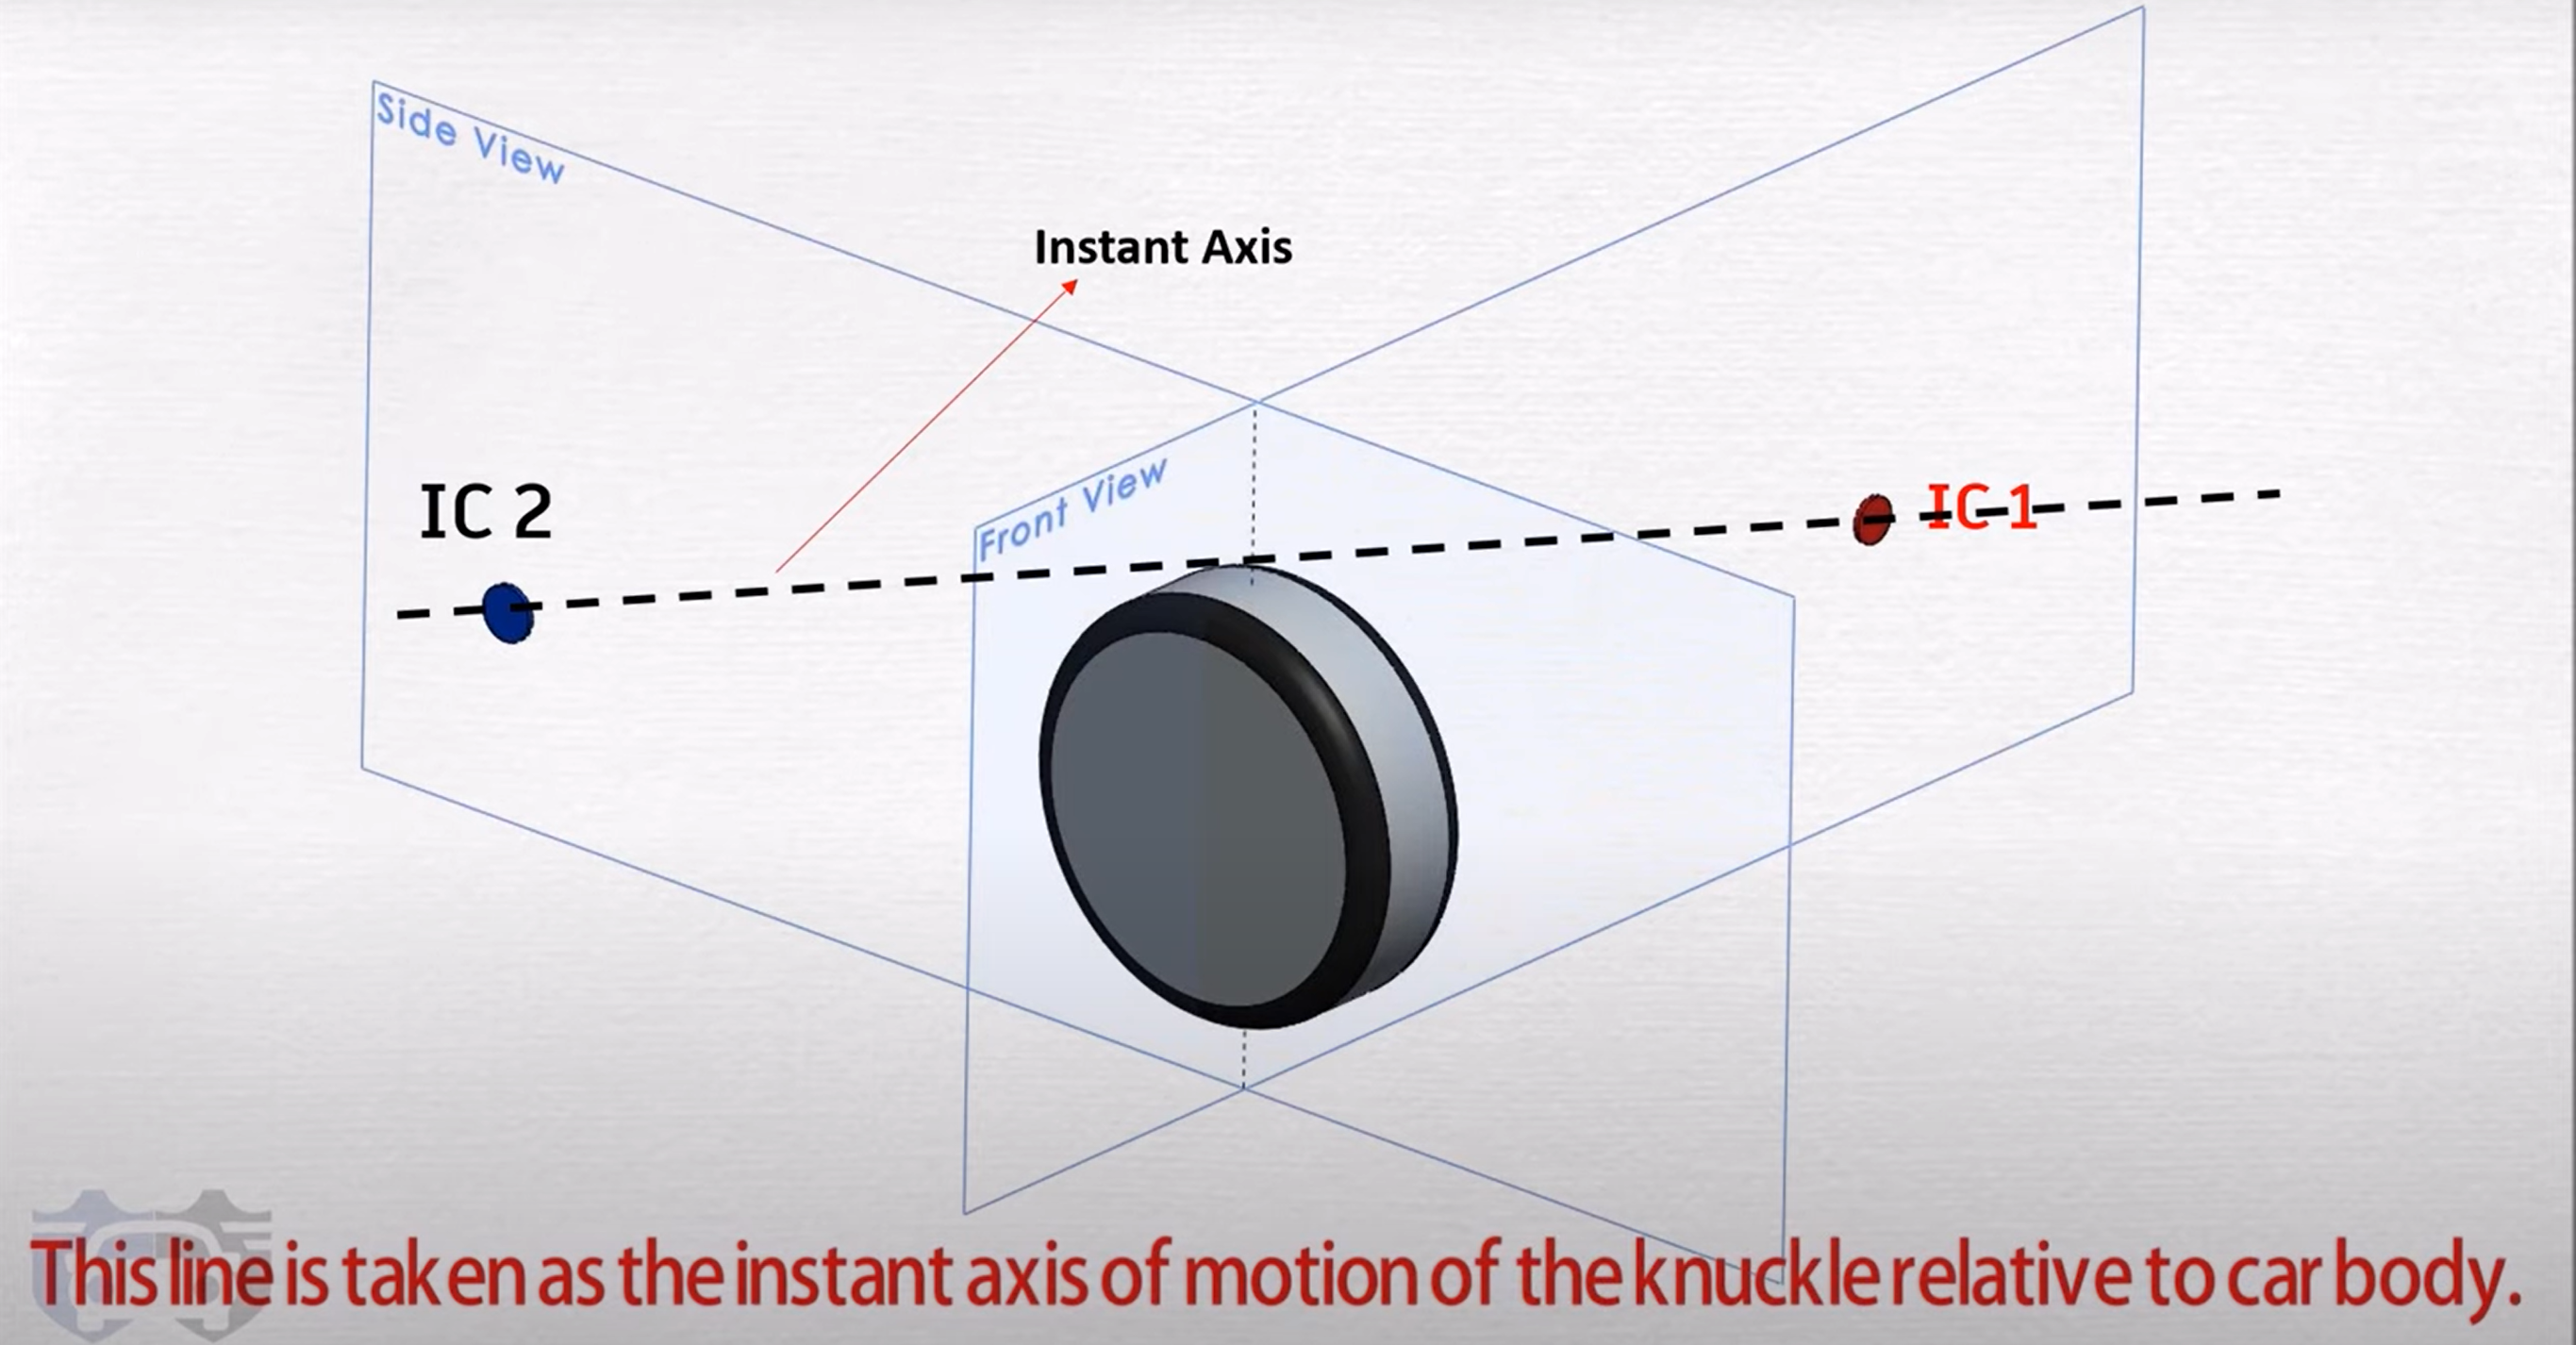 Side View
Instant Axis
Front View
IC 2
IC 1
This line is taken as the instant axis of motion of the knuckle relative to car body.